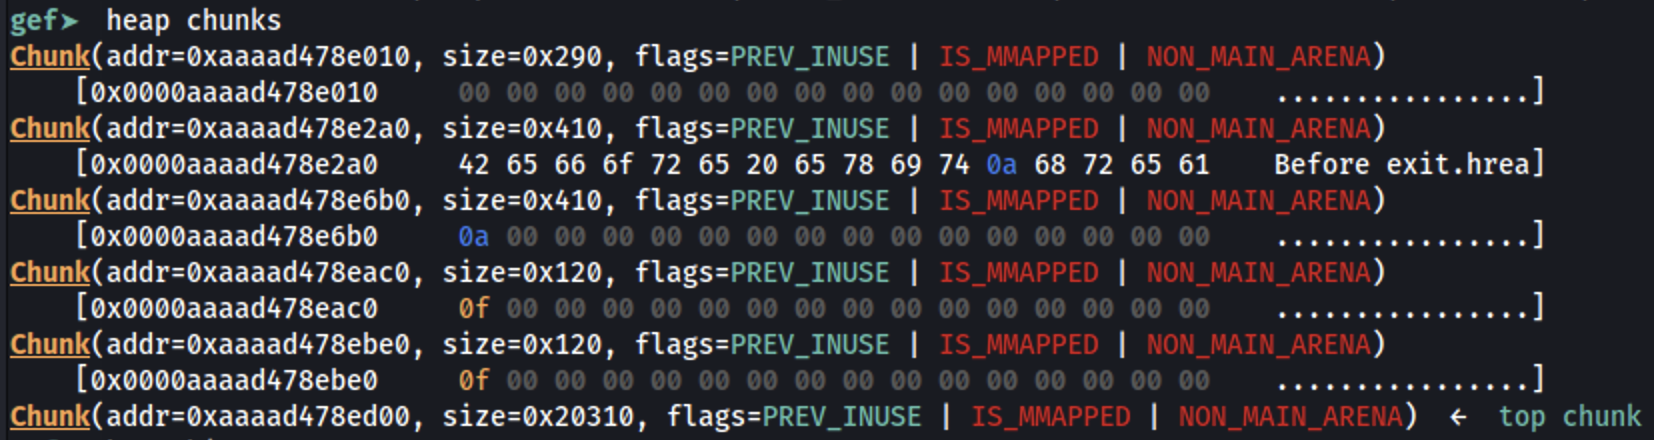 gef➤  heap chunks
Chunk(addr=0xaaaad478e010, size=0x290, flags=PREV_INUSE | IS_MMAPPED | NON_MAIN_ARENA)
    [0x0000aaaad478e010     00 00 00 00 00 00 00 00 00 00 00 00 00 00 00 00    ................]
Chunk(addr=0xaaaad478e2a0, size=0x410, flags=PREV_INUSE | IS_MMAPPED | NON_MAIN_ARENA)
    [0x0000aaaad478e2a0     42 65 66 6f 72 65 20 65 78 69 74 0a 68 72 65 61    Before exit.hrea]
Chunk(addr=0xaaaad478e6b0, size=0x410, flags=PREV_INUSE | IS_MMAPPED | NON_MAIN_ARENA)
    [0x0000aaaad478e6b0     0a 00 00 00 00 00 00 00 00 00 00 00 00 00 00 00    ................]
Chunk(addr=0xaaaad478eac0, size=0x120, flags=PREV_INUSE | IS_MMAPPED | NON_MAIN_ARENA)
    [0x0000aaaad478eac0     0f 00 00 00 00 00 00 00 00 00 00 00 00 00 00 00    ................]
Chunk(addr=0xaaaad478ebe0, size=0x120, flags=PREV_INUSE | IS_MMAPPED | NON_MAIN_ARENA)
    [0x0000aaaad478ebe0     0f 00 00 00 00 00 00 00 00 00 00 00 00 00 00 00    ................]
Chunk(addr=0xaaaad478ed00, size=0x20310, flags=PREV_INUSE | IS_MMAPPED | NON_MAIN_ARENA)  ←  top chunk